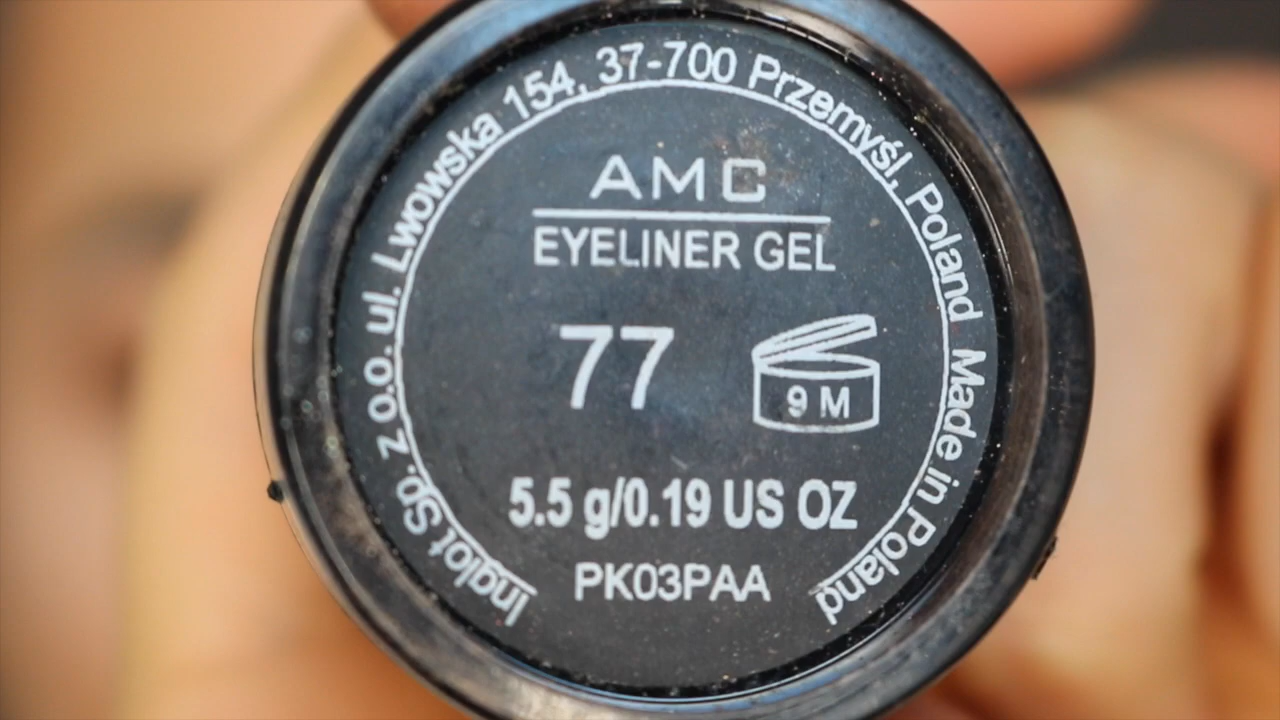 Inglot Sp. z o.o. ul. Lwowska 154, 37-700 Przemyśl, Poland Made in Poland
AMC
EYELINER GEL
77
9 M
5.5 g/0.19 US OZ
PK03PAA